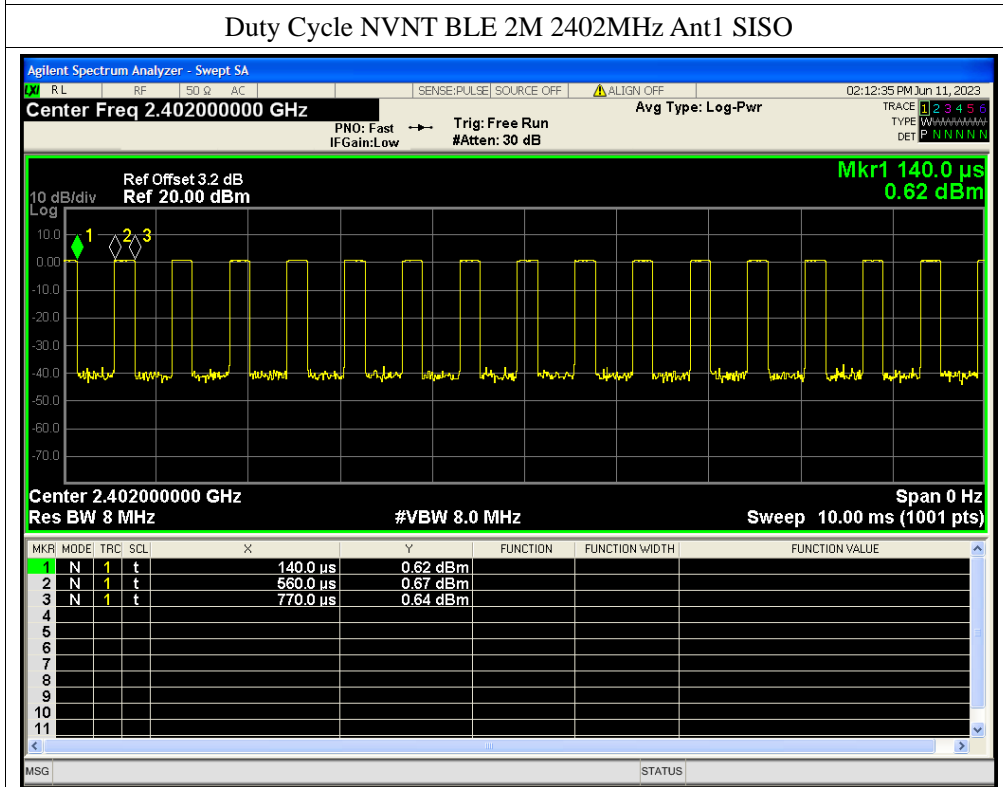 Duty Cycle NVNT BLE 2M 2402MHz Ant1 SISO
Agilent Spectrum Analyzer - Swept SA
LXI RL RF 50 Ω AC SENSE:PULSE SOURCE OFF ALIGN OFF 02:12:35 PM Jun 11, 2023
Center Freq 2.402000000 GHz Avg Type: Log-Pwr TRACE 1 2 3 4 5 6
PNO: Fast Trig: Free Run TYPE
IFGain:Low #Atten: 30 dB DET P N N N N N
Mkr1 140.0 µs
Ref Offset 3.2 dB 0.62 dBm
10 dB/div Ref 20.00 dBm
Log
10.0
1 2 3
0.00
-10.0
-20.0
-30.0
-40.0
-50.0
-60.0
-70.0
Center 2.402000000 GHz Span 0 Hz
Res BW 8 MHz #VBW 8.0 MHz Sweep 10.00 ms (1001 pts)
MKR MODE TRC SCL X Y FUNCTION FUNCTION WIDTH FUNCTION VALUE
1 N 1 t 140.0 µs 0.62 dBm
2 N 1 t 560.0 µs 0.67 dBm
3 N 1 t 770.0 µs 0.64 dBm
4
5
6
7
8
9
10
11
MSG STATUS